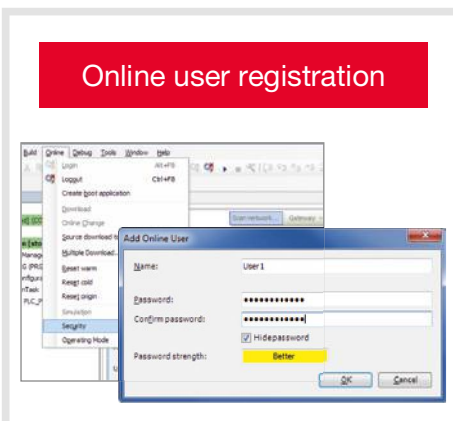 Online user registration
Build Online Debug Tools Window Help
Login Alt+F8
Logout Ctrl+F8
Create boot application
Download
Online Change
Source download to
Multiple Download...
Reset warm
Reset cold
Reset origin
Simulation
Security
Operating Mode
Scan network... Gateway
Add Online User
Name: User1
Password: ••••••••••••
Confirm password: ••••••••••••
Hidepassword
Password strength: Better
OK Cancel